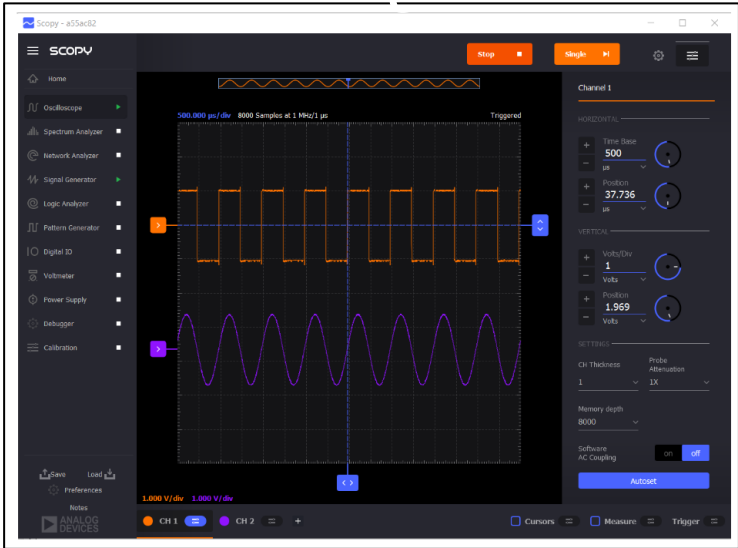 Scopy - a55ac82
SCOPY
Stop
Single
Home
Oscilloscope
Spectrum Analyzer
Network Analyzer
Signal Generator
Logic Analyzer
Pattern Generator
Digital IO
Voltmeter
Power Supply
Debugger
Calibration
Save Load
Preferences
Notes
ANALOG
DEVICES
500.000 µs/div 8000 Samples at 1 MHz/1 µs Triggered
1.000 V/div 1.000 V/div
CH 1 CH 2 + Cursors Measure Trigger
Channel 1
HORIZONTAL
+ Time Base
500
− µs
+ Position
37.736
− µs
VERTICAL
+ Volts/Div
1
− Volts
+ Position
1.969
− Volts
SETTINGS
CH Thickness
1
Probe
Attenuation
1X
Memory depth
8000
Software
AC Coupling
on off
Autoset